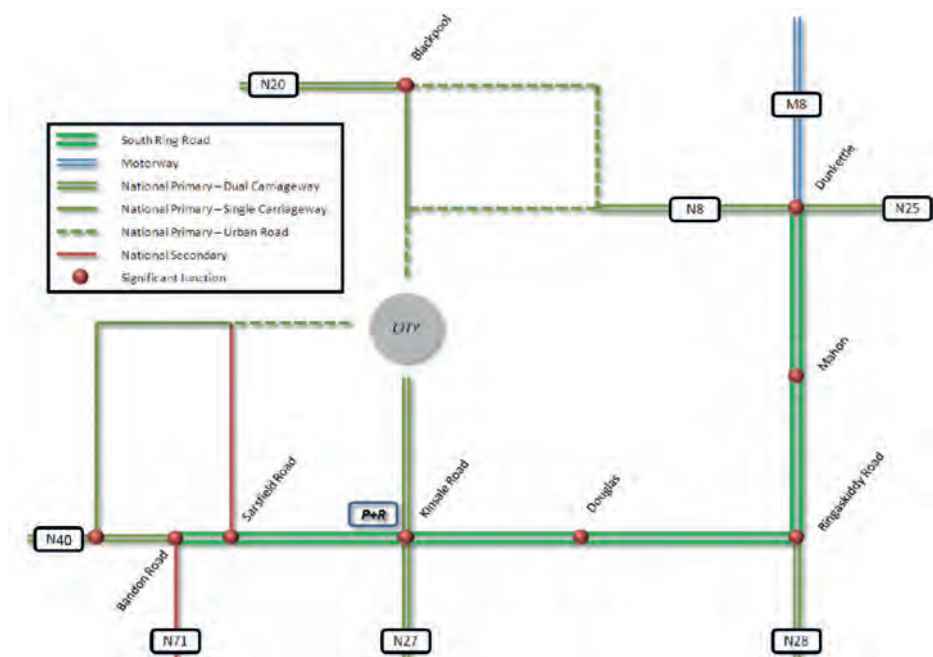 Blackpool
N20
M8
South Ring Road
Motorway
National Primary – Dual Carriageway
National Primary – Single Carriageway
National Primary – Urban Road
National Secondary
Significant Junction
Dunkettle
N8
N25
CITY
Mahon
Sarsfield Road
P+R
Kinsale Road
Douglas
Ringaskiddy Road
N40
Bandon Road
N71
N27
N28